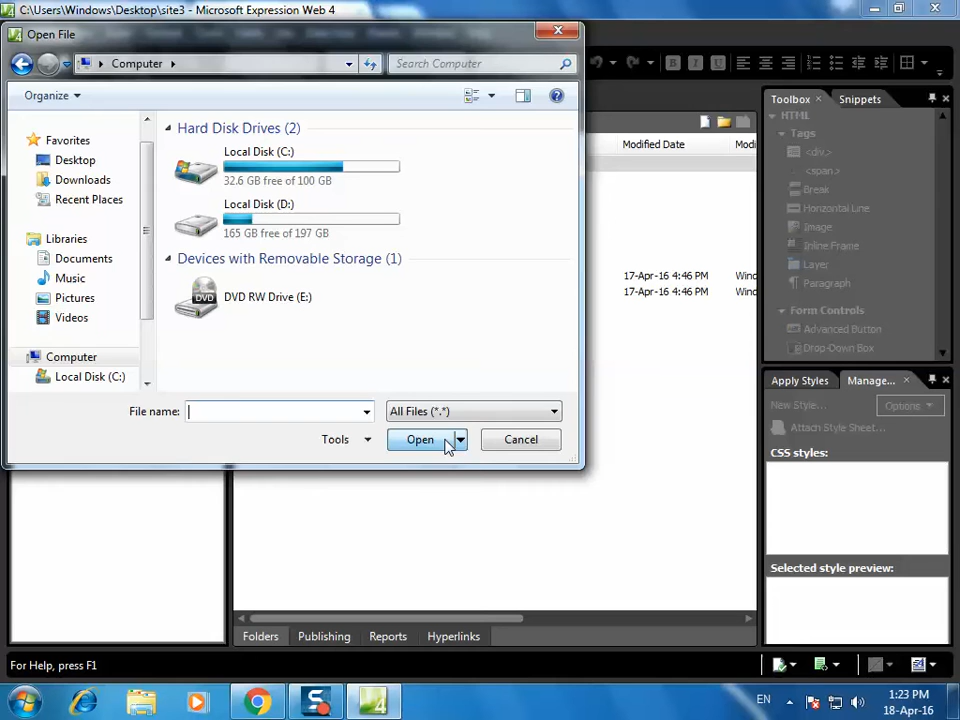 C:\Users\Windows\Desktop\site3 - Microsoft Expression Web 4
Open File
Computer
Search Computer
Organize
Favorites
Desktop
Downloads
Recent Places
Libraries
Documents
Music
Pictures
Videos
Computer
Local Disk (C:)
Hard Disk Drives (2)
Local Disk (C:)
32.6 GB free of 100 GB
Local Disk (D:)
165 GB free of 197 GB
Devices with Removable Storage (1)
DVD
DVD RW Drive (E:)
File name:
All Files (*.*)
Tools
Open
Cancel
B I U
Modified Date
Modi
17-Apr-16 4:46 PM
Wind
17-Apr-16 4:46 PM
Wind
Toolbox
Snippets
HTML
Tags
<div>
<span>
Break
Horizontal Line
Image
Inline Frame
Layer
Paragraph
Form Controls
Advanced Button
Drop-Down Box
Apply Styles
Manage...
New Style...
Options
Attach Style Sheet...
CSS styles:
Selected style preview:
Folders
Publishing
Reports
Hyperlinks
For Help, press F1
EN
1:23 PM
18-Apr-16